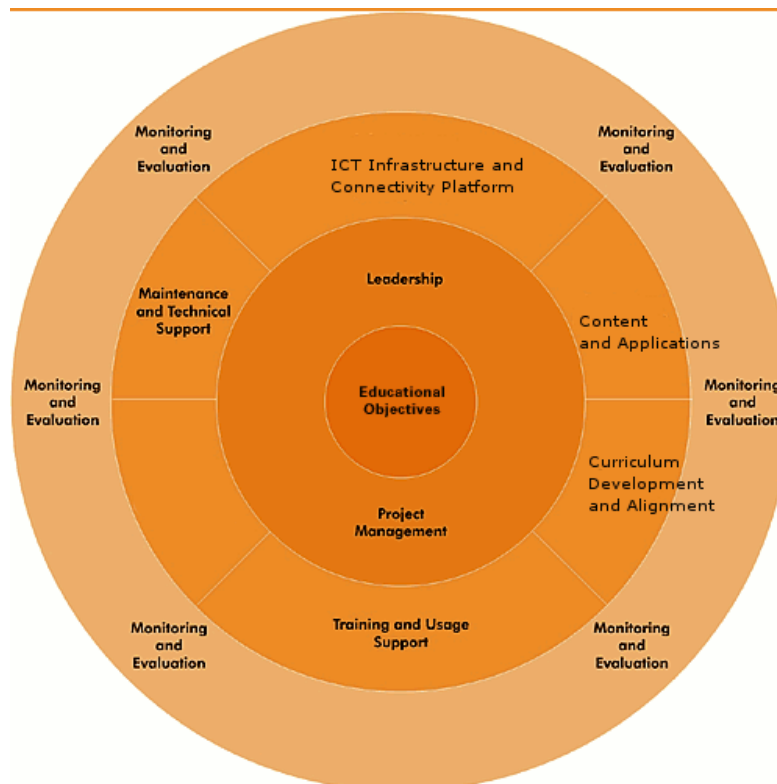 Monitoring
and
Evaluation
Monitoring
and
Evaluation
ICT Infrastructure and
Connectivity Platform
Leadership
Maintenance
and Technical
Support
Content
and Applications
Monitoring
and
Evaluation
Educational
Objectives
Monitoring
and
Evaluation
Curriculum
Development
and Alignment
Project
Management
Training and Usage
Support
Monitoring
and
Evaluation
Monitoring
and
Evaluation